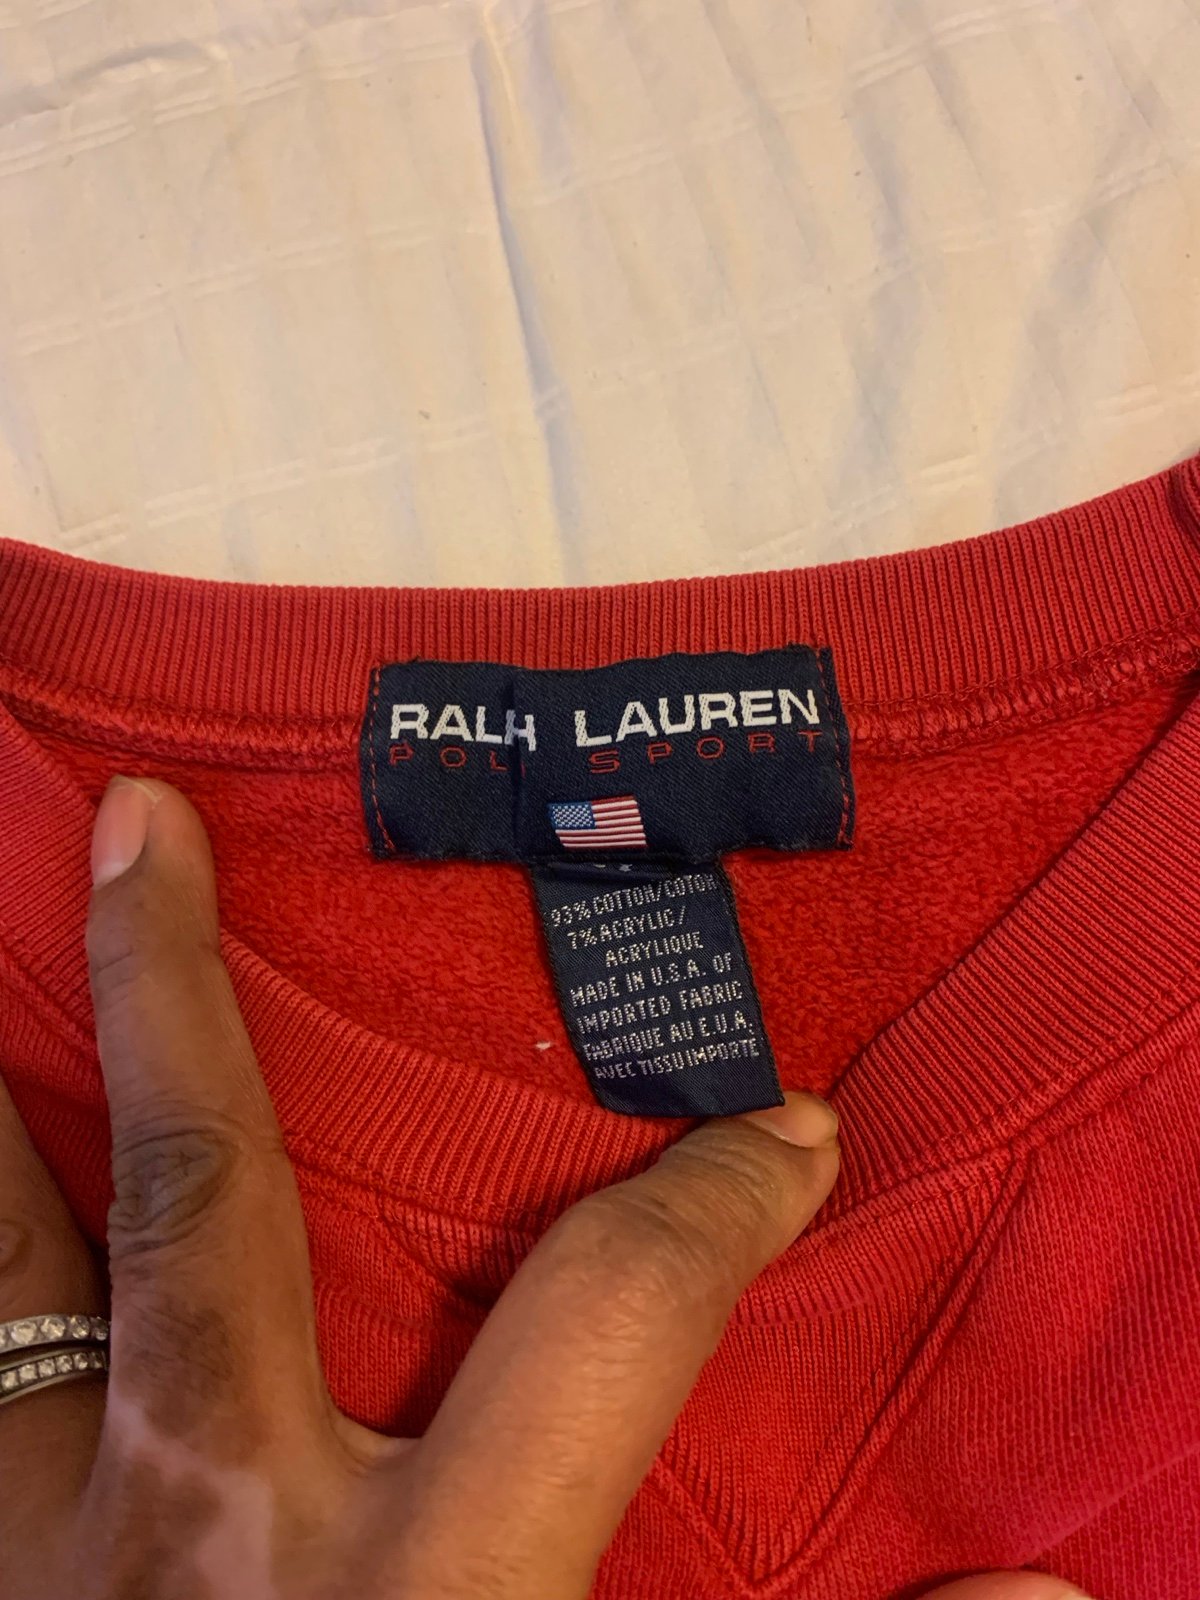 RALPH LAUREN
POLO SPORT
93% COTTON/COTON
7% ACRYLIC/
ACRYLIQUE
MADE IN U.S.A. OF
IMPORTED FABRIC
FABRIQUE AU E.U.A.
AVEC TISSU IMPORTE